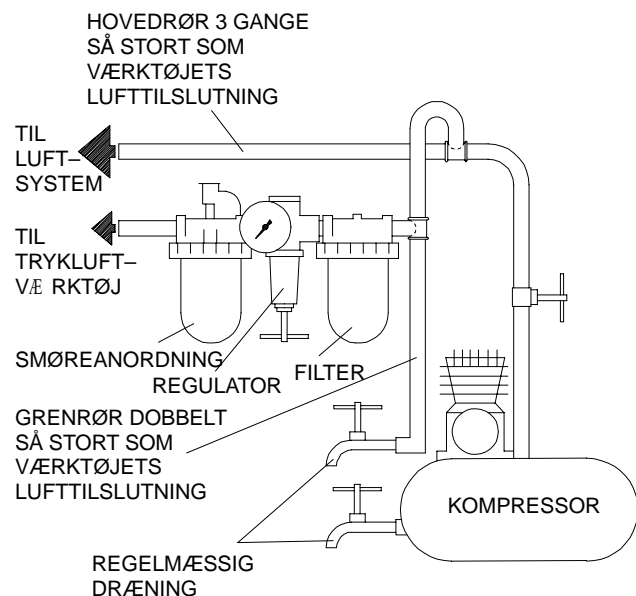 HOVEDRØR 3 GANGE
SÅ STORT SOM
VÆRKTØJETS
LUFTTILSLUTNING
TIL
LUFT–
SYSTEM
TIL
TRYKLUFT–
VÆ RKTØJ
SMØREANORDNING
REGULATOR
FILTER
GRENRØR DOBBELT
SÅ STORT SOM
VÆRKTØJETS
LUFTTILSLUTNING
KOMPRESSOR
REGELMÆSSIG
DRÆNING